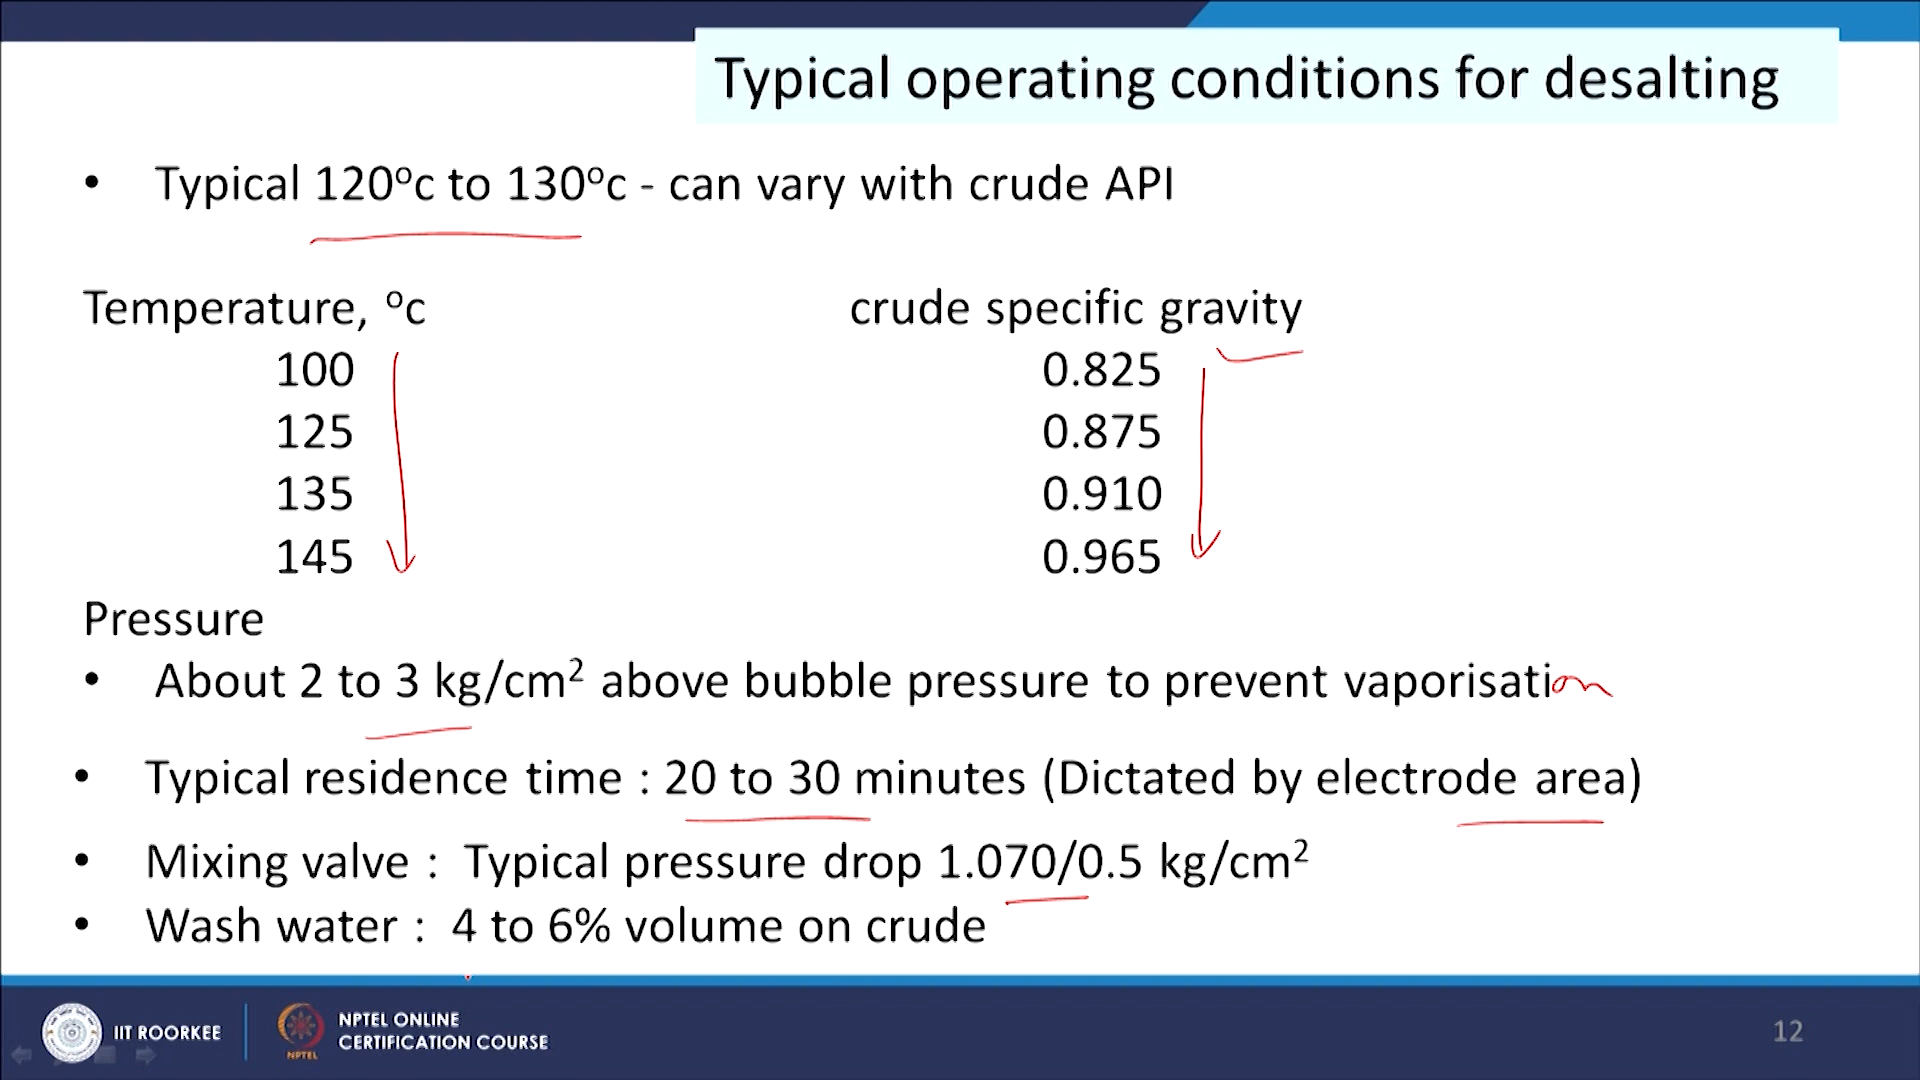 Typical operating conditions for desalting
• Typical 120ºc to 130ºc - can vary with crude API
Temperature, ºc crude specific gravity
100 0.825
125 0.875
135 0.910
145 0.965
Pressure
• About 2 to 3 kg/cm² above bubble pressure to prevent vaporisation
• Typical residence time : 20 to 30 minutes (Dictated by electrode area)
• Mixing valve : Typical pressure drop 1.070/0.5 kg/cm²
• Wash water : 4 to 6% volume on crude
IIT ROORKEE
NPTEL
NPTEL ONLINE
CERTIFICATION COURSE
12